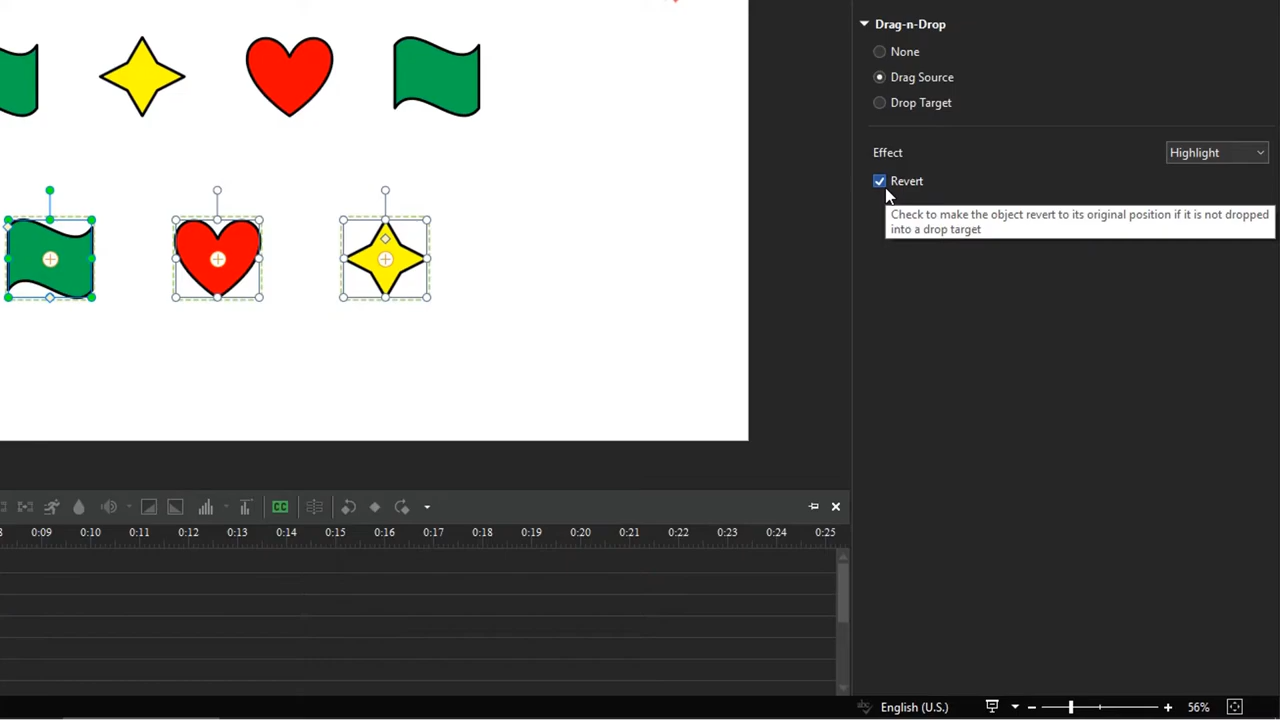 Drag-n-Drop
None
Drag Source
Drop Target
Effect
Highlight
Revert
Check to make the object revert to its original position if it is not dropped
into a drop target
CC
8 0:09 0:10 0:11 0:12 0:13 0:14 0:15 0:16 0:17 0:18 0:19 0:20 0:21 0:22 0:23 0:24 0:25
abc English (U.S.) 56%